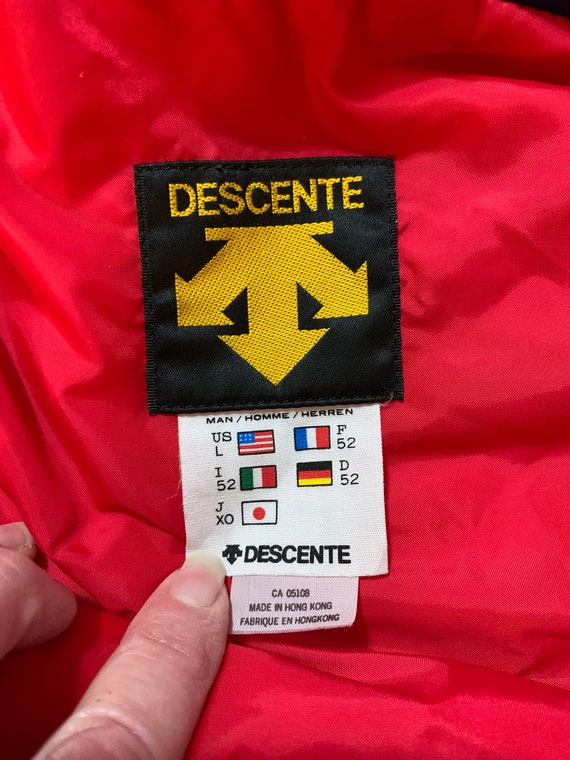 DESCENTE
MAN / HOMME / HERREN
US L F 52
I 52 D 52
J XO
DESCENTE
CA 05108
MADE IN HONG KONG
FABRIQUE EN HONGKONG